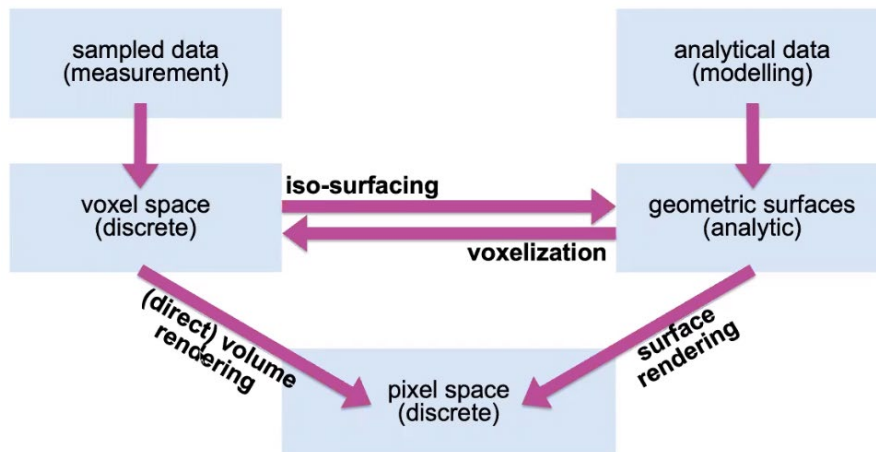 sampled data
(measurement)
analytical data
(modelling)
voxel space
(discrete)
iso-surfacing
voxelization
geometric surfaces
(analytic)
(direct) volume
rendering
surface
rendering
pixel space
(discrete)